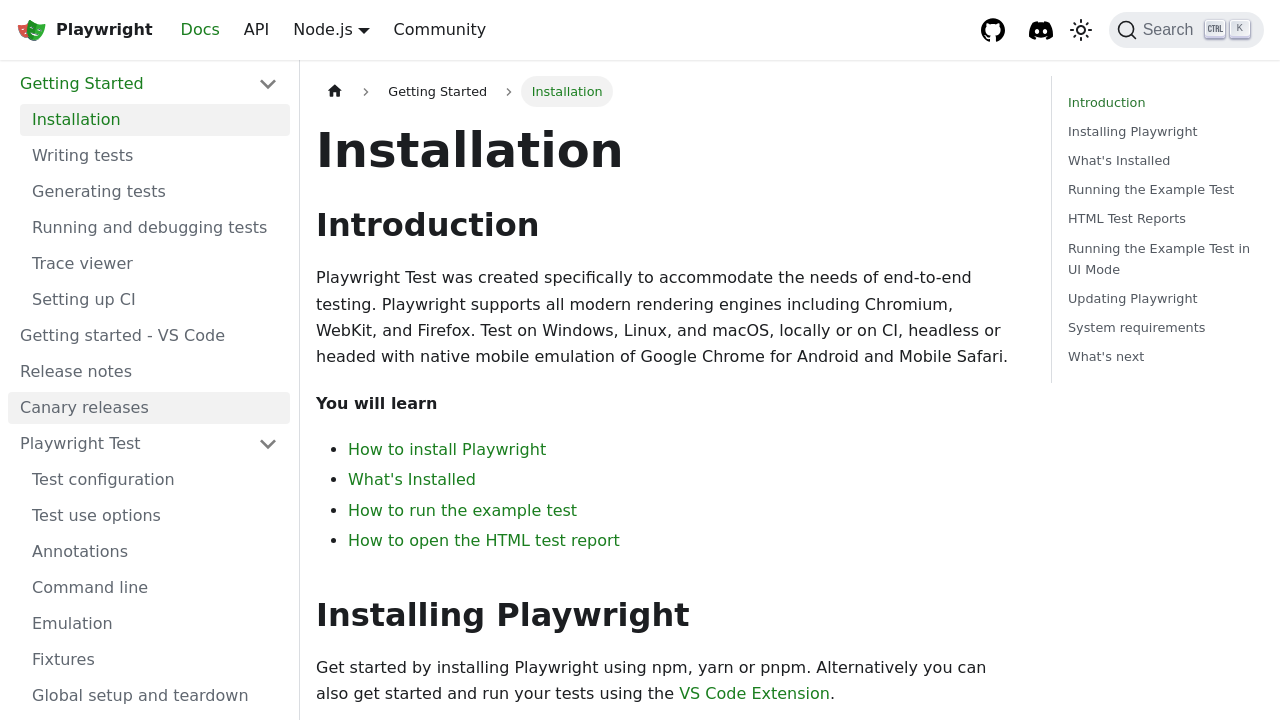 Playwright
Docs
API
Node.js
Community
Search
CTRL
K
Getting Started
Installation
Writing tests
Generating tests
Running and debugging tests
Trace viewer
Setting up CI
Getting started - VS Code
Release notes
Canary releases
Playwright Test
Test configuration
Test use options
Annotations
Command line
Emulation
Fixtures
Global setup and teardown
Getting Started
Installation
Installation
Introduction
Playwright Test was created specifically to accommodate the needs of end-to-end
testing. Playwright supports all modern rendering engines including Chromium,
WebKit, and Firefox. Test on Windows, Linux, and macOS, locally or on CI, headless or
headed with native mobile emulation of Google Chrome for Android and Mobile Safari.
You will learn
How to install Playwright
What's Installed
How to run the example test
How to open the HTML test report
Installing Playwright
Get started by installing Playwright using npm, yarn or pnpm. Alternatively you can
also get started and run your tests using the VS Code Extension.
Introduction
Installing Playwright
What's Installed
Running the Example Test
HTML Test Reports
Running the Example Test in
UI Mode
Updating Playwright
System requirements
What's next